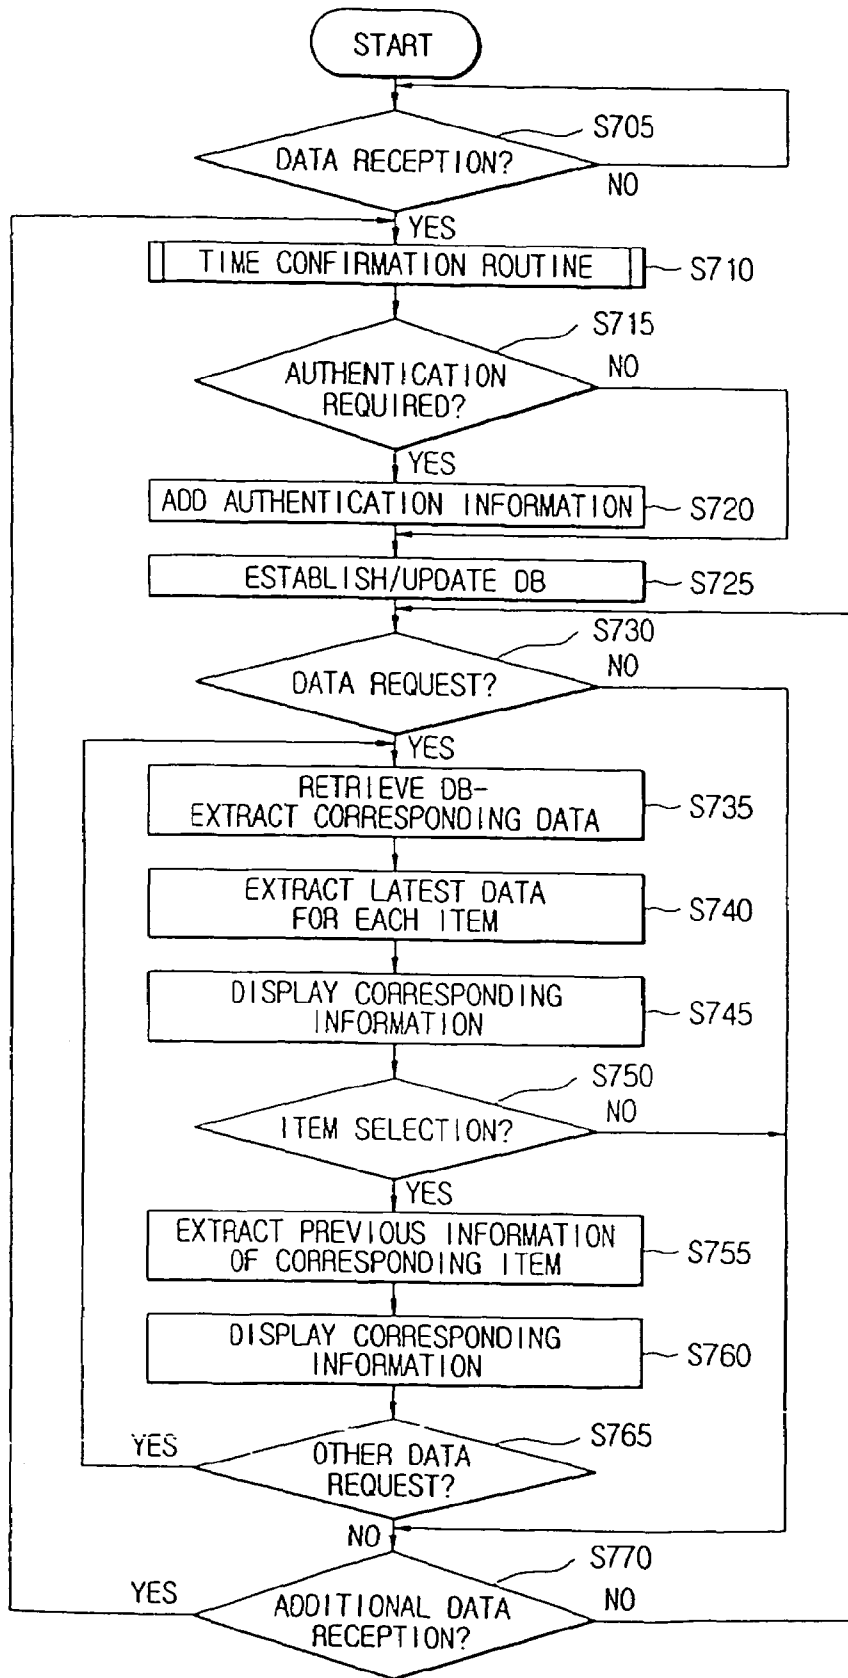 START
S705
DATA RECEPTION?
NO
YES
TIME CONFIRMATION ROUTINE
S710
S715
AUTHENTICATION
REQUIRED?
NO
YES
ADD AUTHENTICATION INFORMATION
S720
ESTABLISH/UPDATE DB
S725
S730
DATA REQUEST?
NO
YES
RETRIEVE DB-
EXTRACT CORRESPONDING DATA
S735
EXTRACT LATEST DATA
FOR EACH ITEM
S740
DISPLAY CORRESPONDING
INFORMATION
S745
S750
ITEM SELECTION?
NO
YES
EXTRACT PREVIOUS INFORMATION
OF CORRESPONDING ITEM
S755
DISPLAY CORRESPONDING
INFORMATION
S760
S765
YES
OTHER DATA
REQUEST?
NO
S770
YES
ADDITIONAL DATA
RECEPTION?
NO